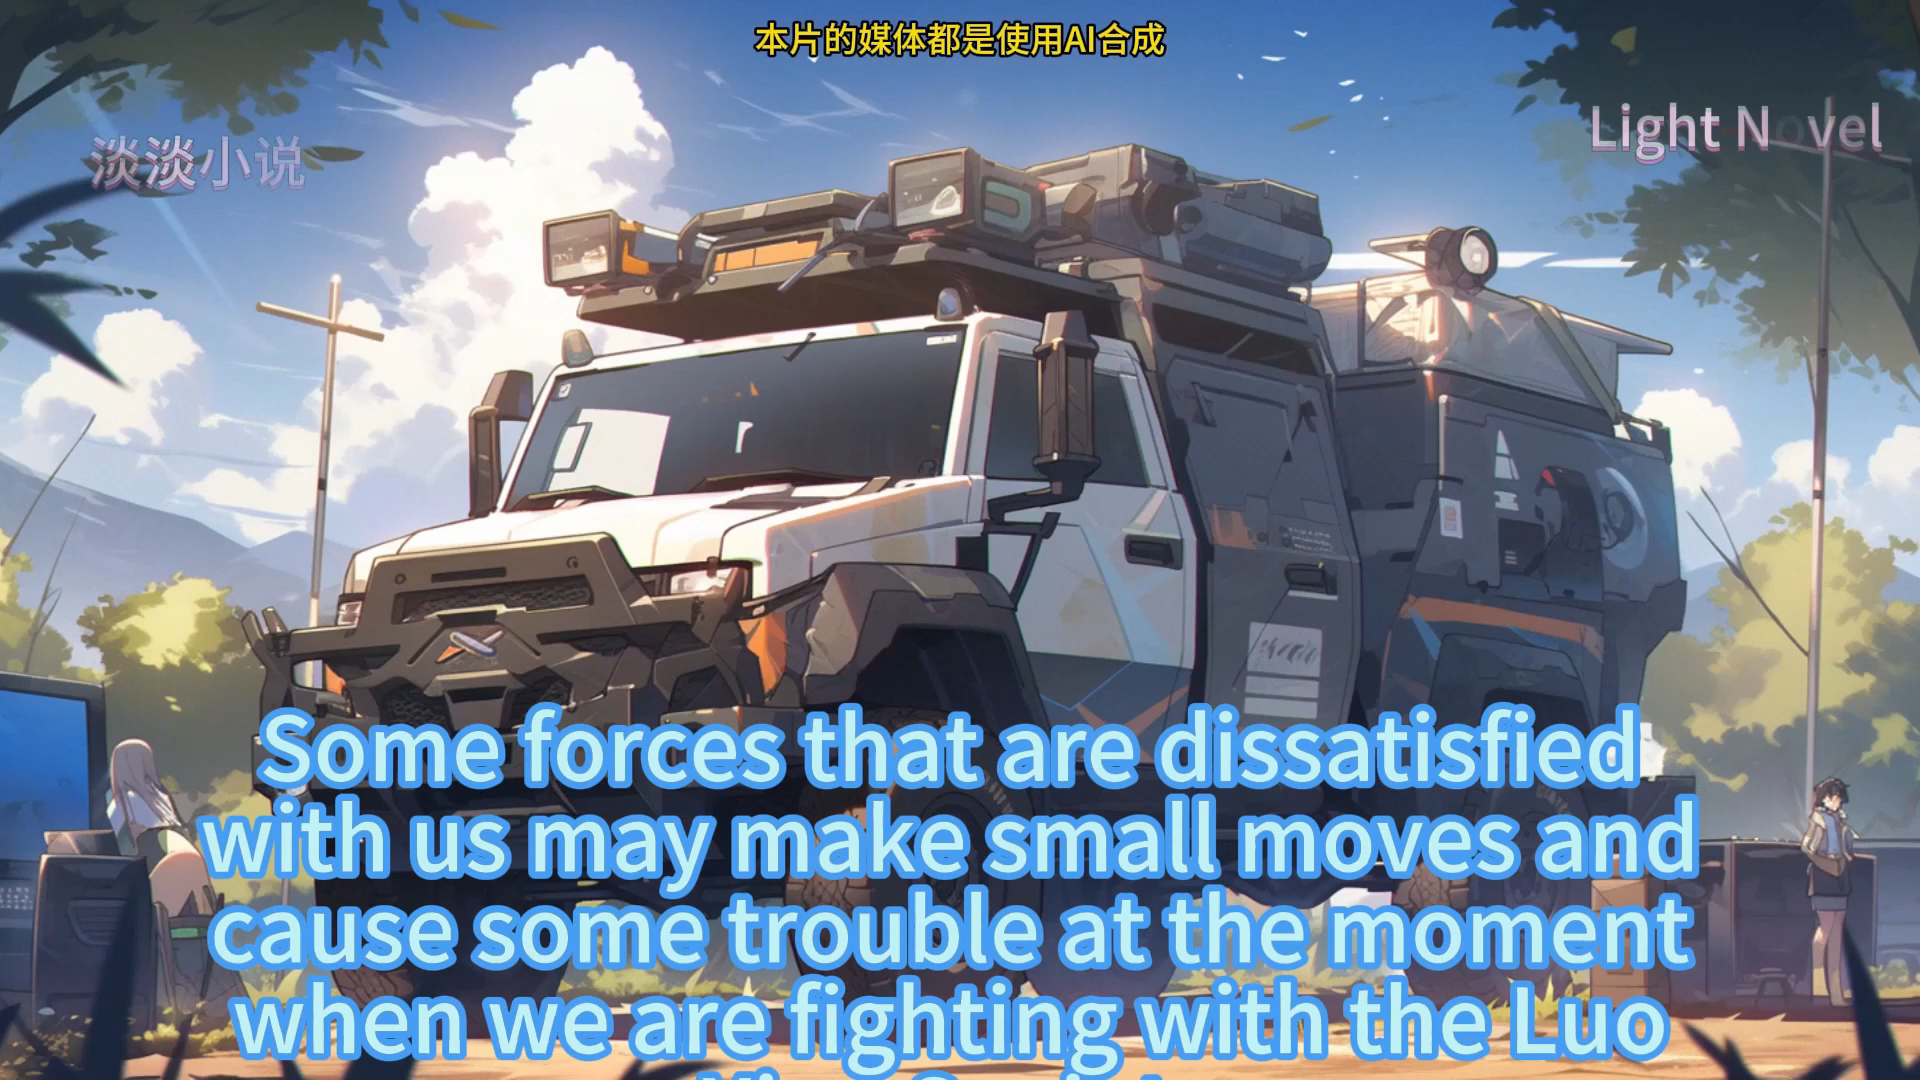 本片的媒体都是使用AI合成
淡淡小说
Light Novel
Some forces that are dissatisfied
with us may make small moves and
cause some trouble at the moment
when we are fighting with the Luo